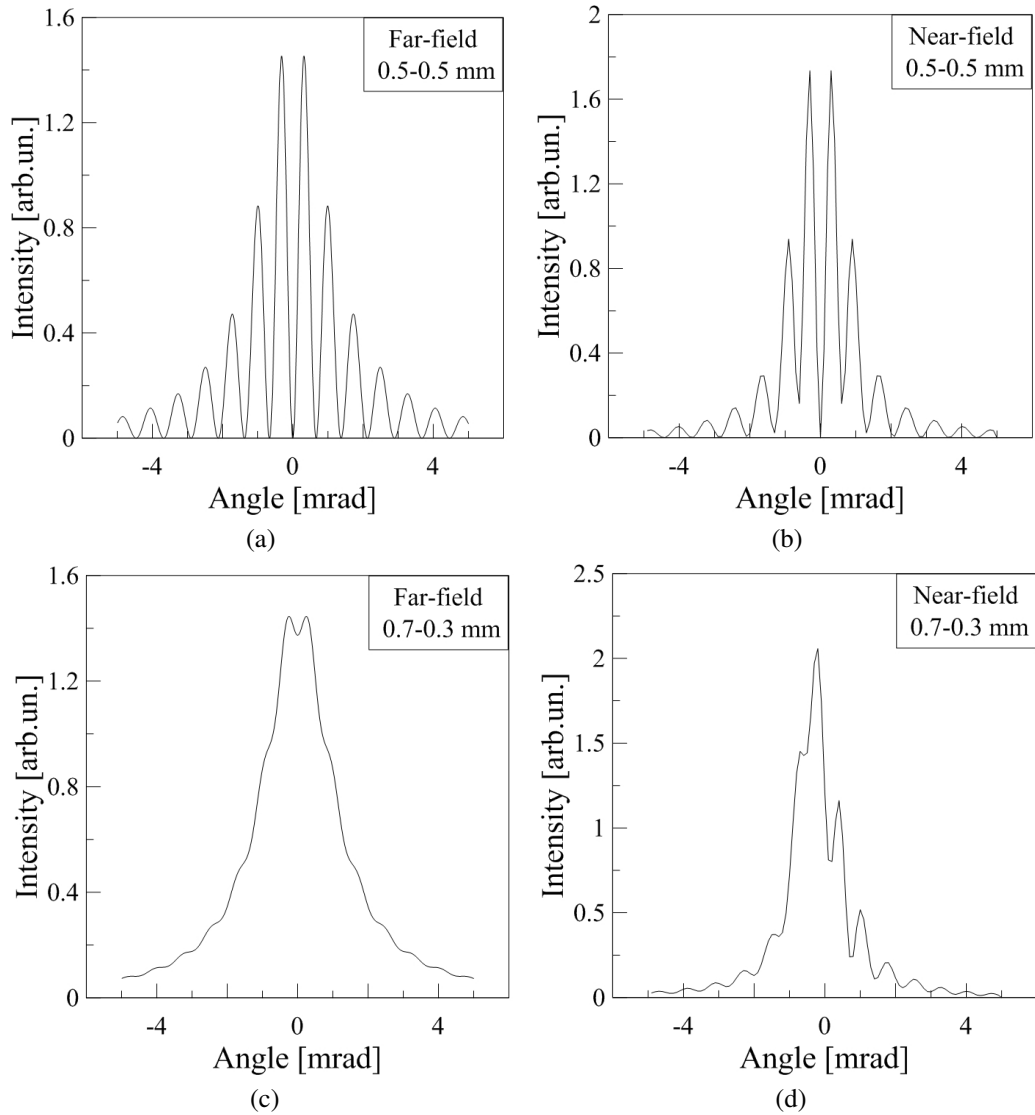 1.6
Far-field
0.5-0.5 mm
1.2
0.8
0.4
0
Intensity [arb.un.]
-4 0 4
Angle [mrad]
(a)
2
Near-field
0.5-0.5 mm
1.6
1.2
0.8
0.4
0
Intensity [arb.un.]
-4 0 4
Angle [mrad]
(b)
1.6
Far-field
0.7-0.3 mm
1.2
0.8
0.4
0
Intensity [arb.un.]
-4 0 4
Angle [mrad]
(c)
2.5
Near-field
0.7-0.3 mm
2
1.5
1
0.5
0
Intensity [arb.un.]
-4 0 4
Angle [mrad]
(d)